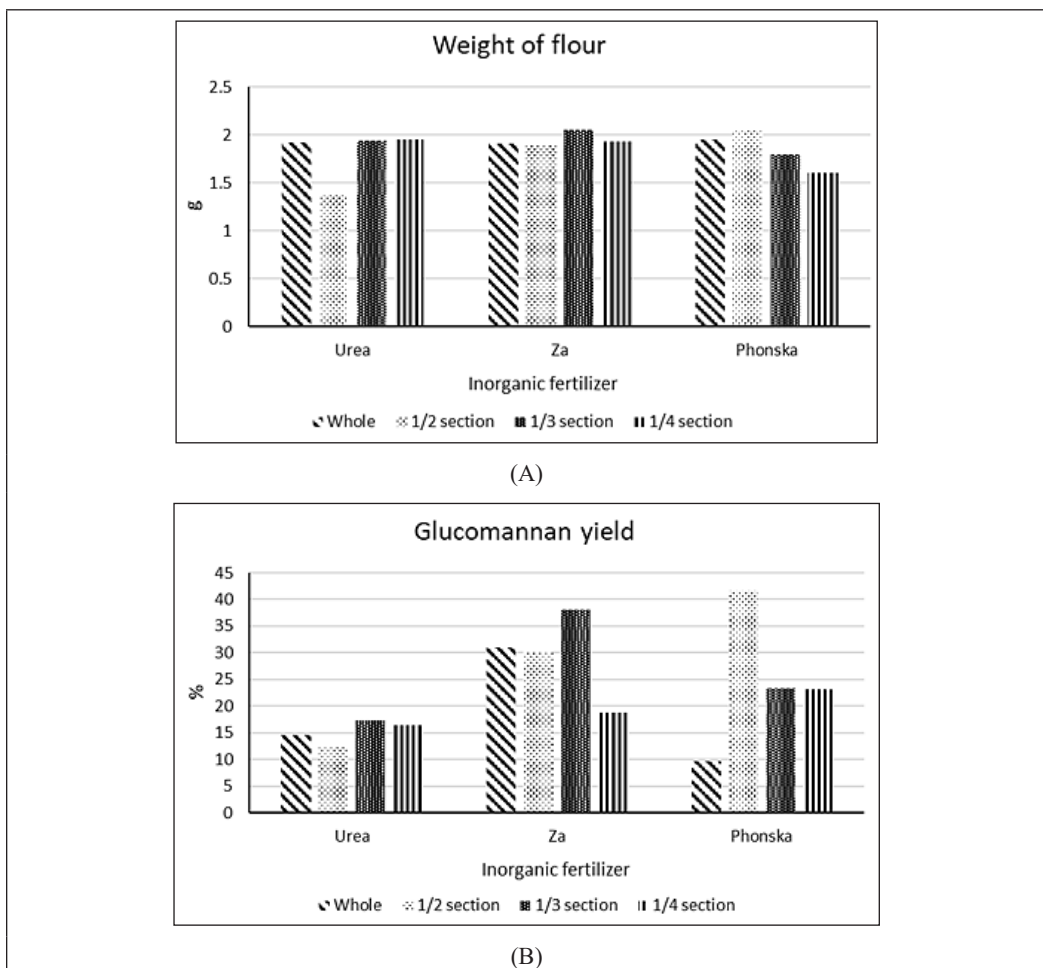 Weight of flour
2.5
2
1.5
1
0.5
0
g
Urea Za Phonska
Inorganic fertilizer
Whole 1/2 section 1/3 section 1/4 section
(A)
Glucomannan yield
45
40
35
30
25
20
15
10
5
0
%
Urea Za Phonska
Inorganic fertilizer
Whole 1/2 section 1/3 section 1/4 section
(B)